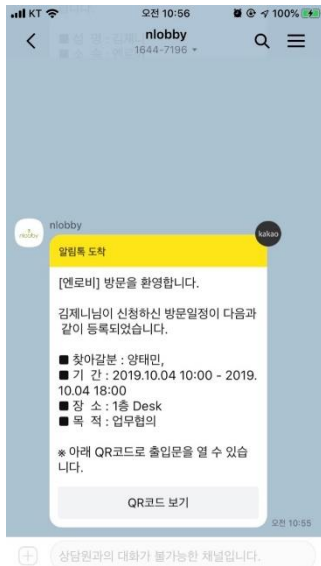 KT 오전 10:56 100%
nlobby
1644-7196
nlobby
kakao
알림톡 도착
[엔로비] 방문을 환영합니다.
김제니님이 신청하신 방문일정이 다음과
같이 등록되었습니다.
■ 찾아갈분 : 양태민,
■ 기 간 : 2019.10.04 10:00 - 2019.
10.04 18:00
■ 장 소 : 1층 Desk
■ 목 적 : 업무협의
※ 아래 QR코드로 출입문을 열 수 있습
니다.
QR코드 보기
오전 10:55
상담원과의 대화가 불가능한 채널입니다.